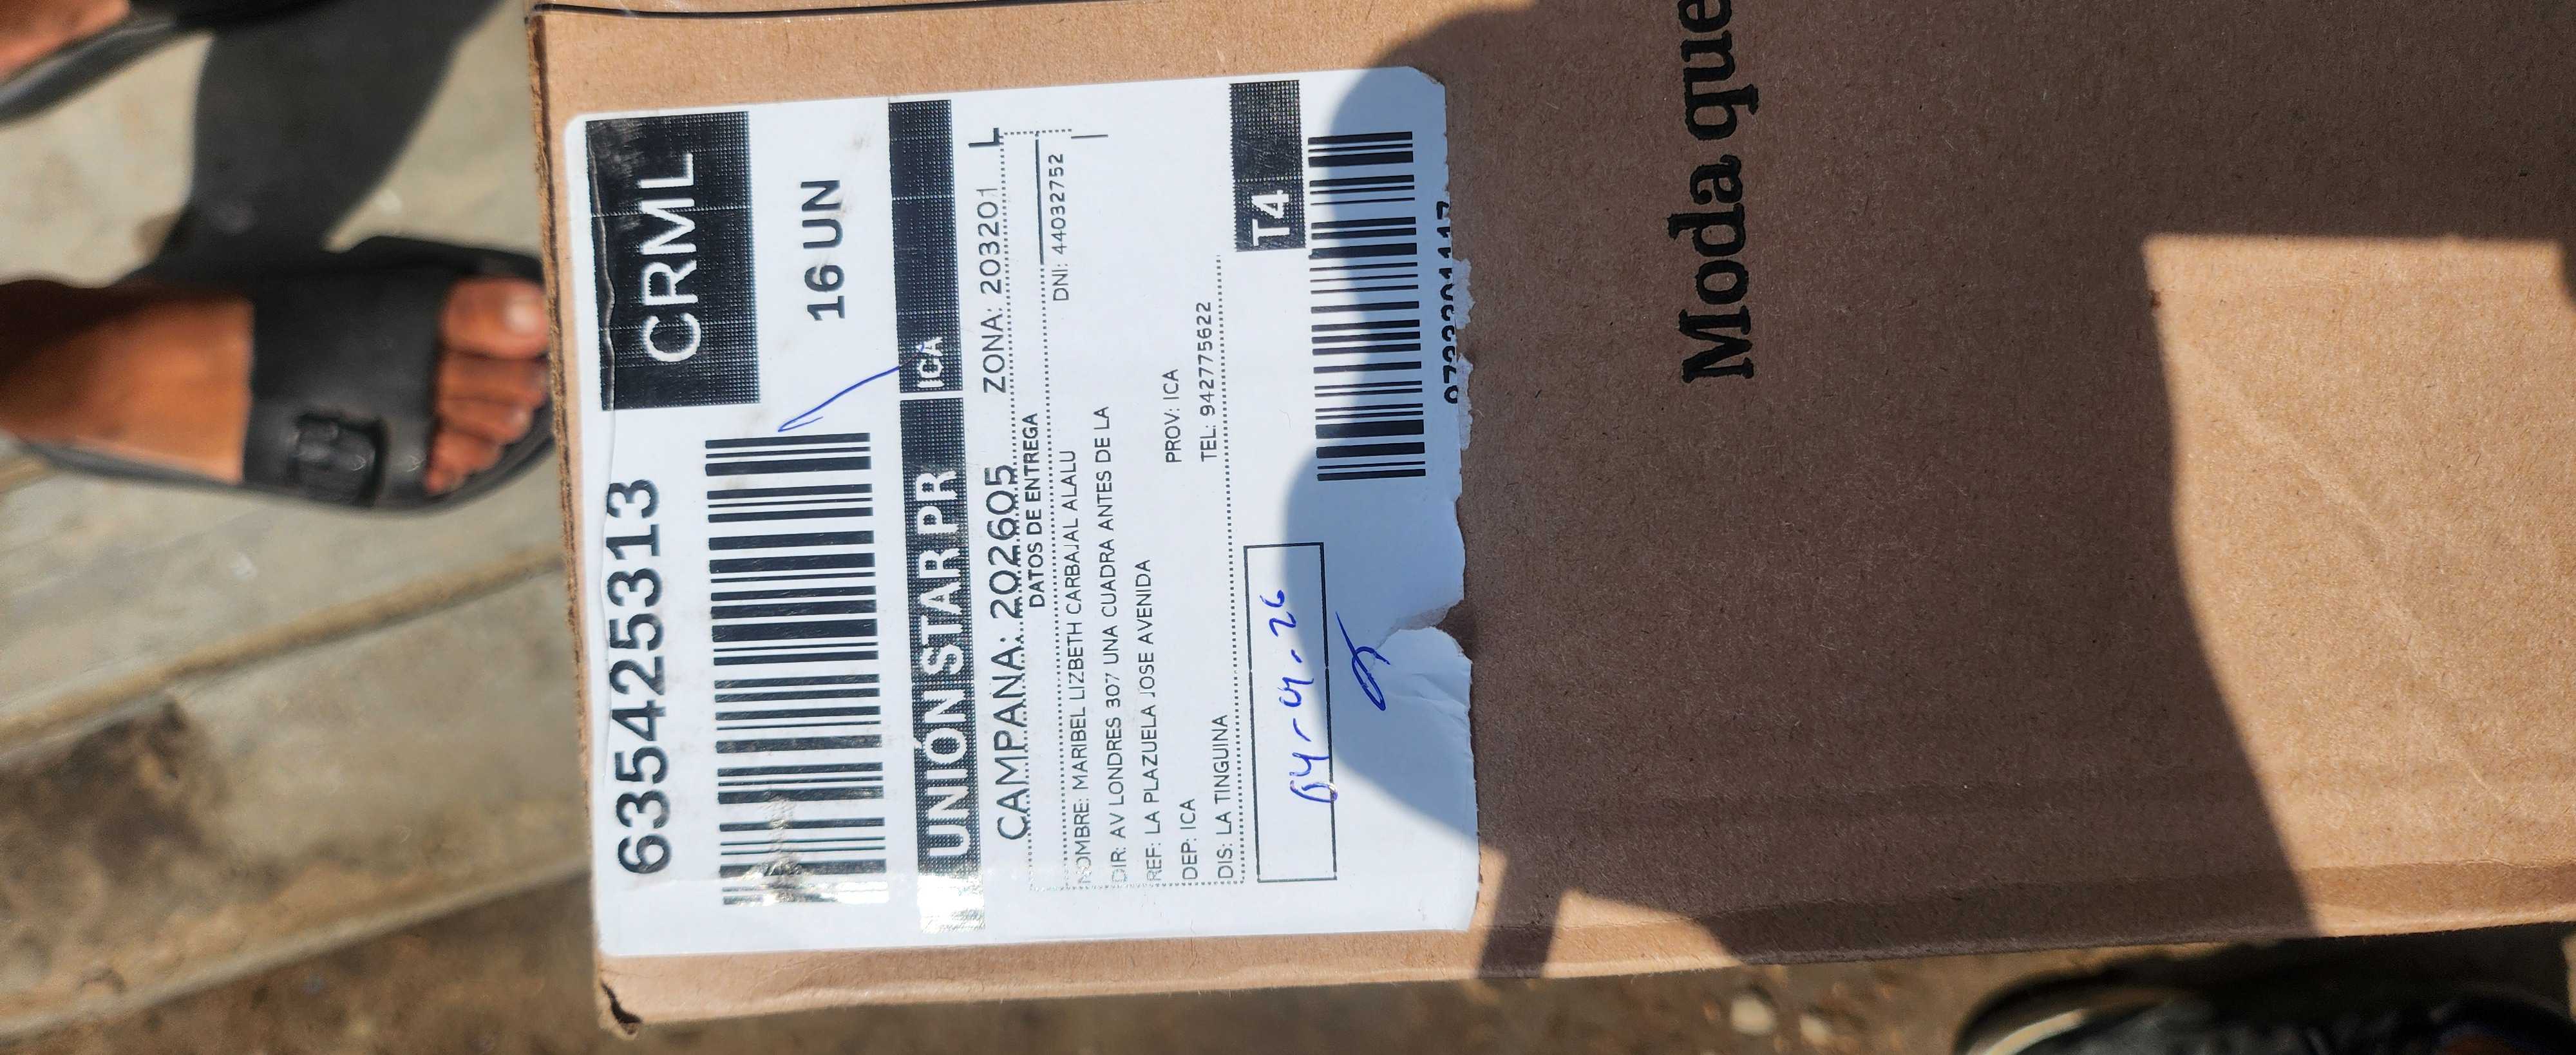 635425313
CRML
16 UN
UNIÓN STAR PR
ICA
CAMPAÑA: 202605 ZONA: 203201 L
DATOS DE ENTREGA
NOMBRE: MARIBEL LIZBETH CARBAJAL ALALU DNI: 44032752
DIR: AV LONDRES 307 UNA CUADRA ANTES DE LA
REF: LA PLAZUELA JOSE AVENIDA
DEP: ICA PROV: ICA
DIS: LA TINGUINA TEL: 942775622
T4
04-04-26
Moda que